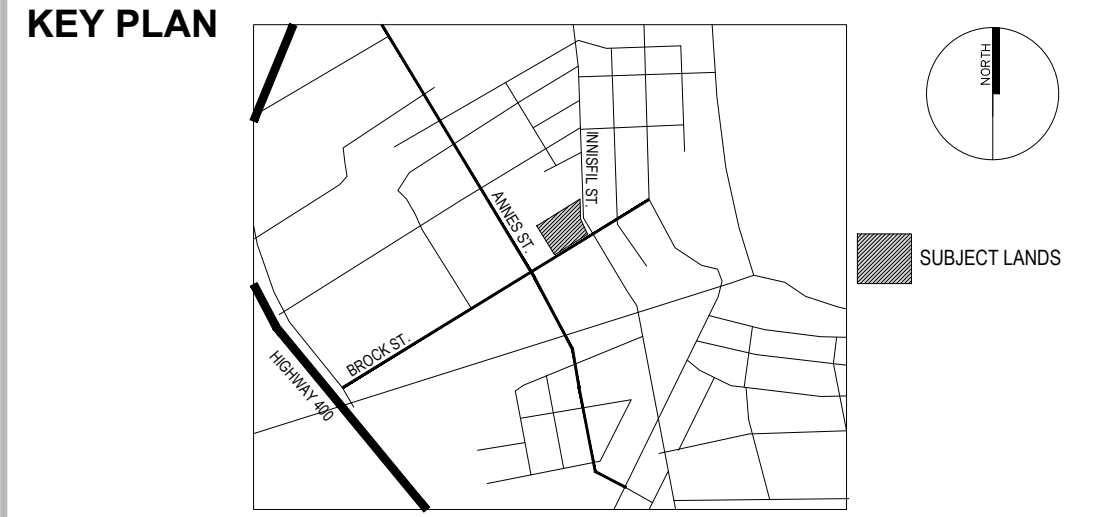 KEY PLAN
NORTH
INNISFIL ST.
ANNES ST.
SUBJECT LANDS
BROCK ST.
HIGHWAY 400